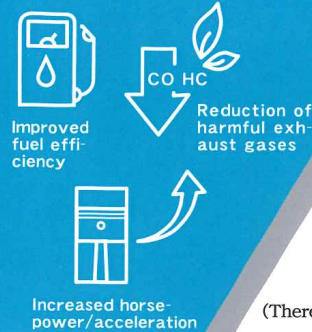 CO HC
Improved
fuel effi-
ciency
Reduction of
harmful exh-
aust gases
Increased horse-
power/acceleration
(There